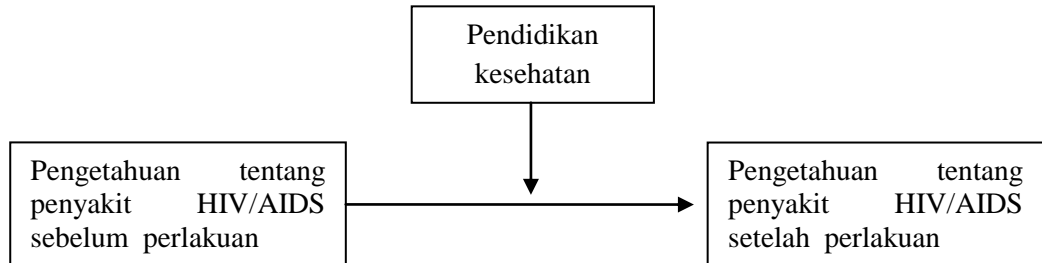 Pendidikan
kesehatan
Pengetahuan tentang
penyakit HIV/AIDS
sebelum perlakuan
Pengetahuan tentang
penyakit HIV/AIDS
setelah perlakuan